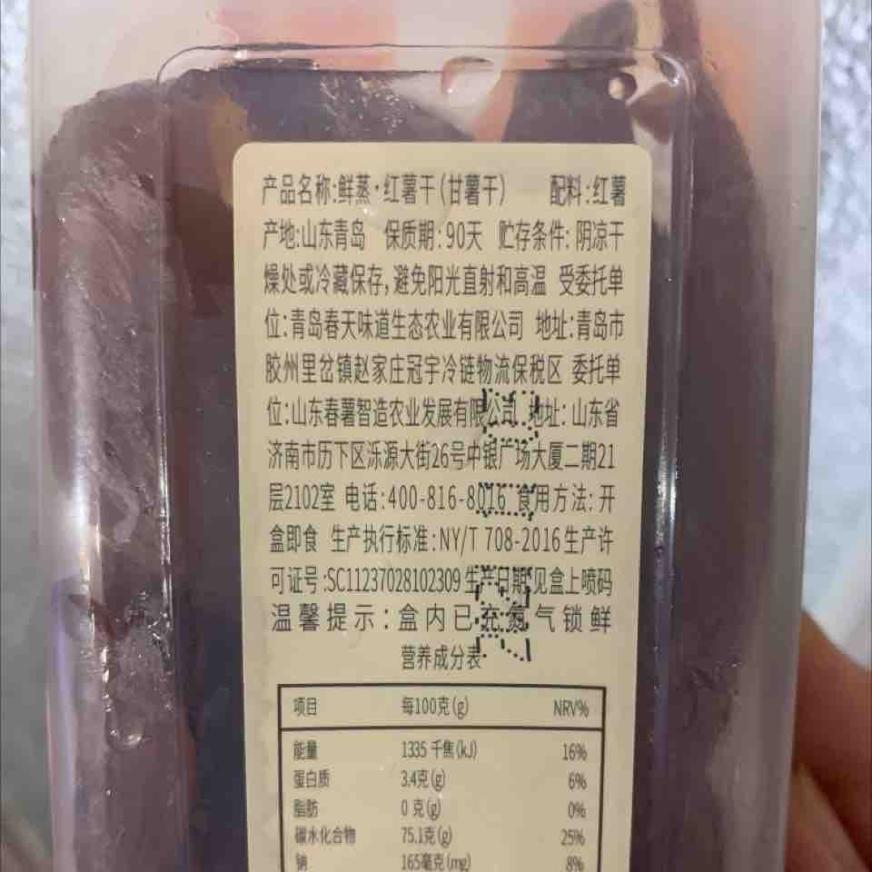 产品名称:鲜蒸·红薯干(甘薯干) 配料:红薯
产地:山东青岛 保质期:90天 贮存条件:阴凉干
燥处或冷藏保存,避免阳光直射和高温 受委托单
位:青岛春天味道生态农业有限公司 地址:青岛市
胶州里岔镇赵家庄冠宇冷链物流保税区 委托单
位:山东春薯智造农业发展有限公司 地址:山东省
济南市历下区泺源大街26号中银广场大厦二期21
层2102室 电话:400-816-8016 食用方法:开
盒即食 生产执行标准:NY/T 708-2016 生产许
可证号:SC11237028102309 生产日期:见盒上喷码
温馨提示:盒内已充氮气锁鲜
营养成分表
项目 每100克(g) NRV%
能量 1335 千焦(kJ) 16%
蛋白质 3.4克(g) 6%
脂肪 0 克(g) 0%
碳水化合物 75.1克(g) 25%
钠 165毫克(mg) 8%